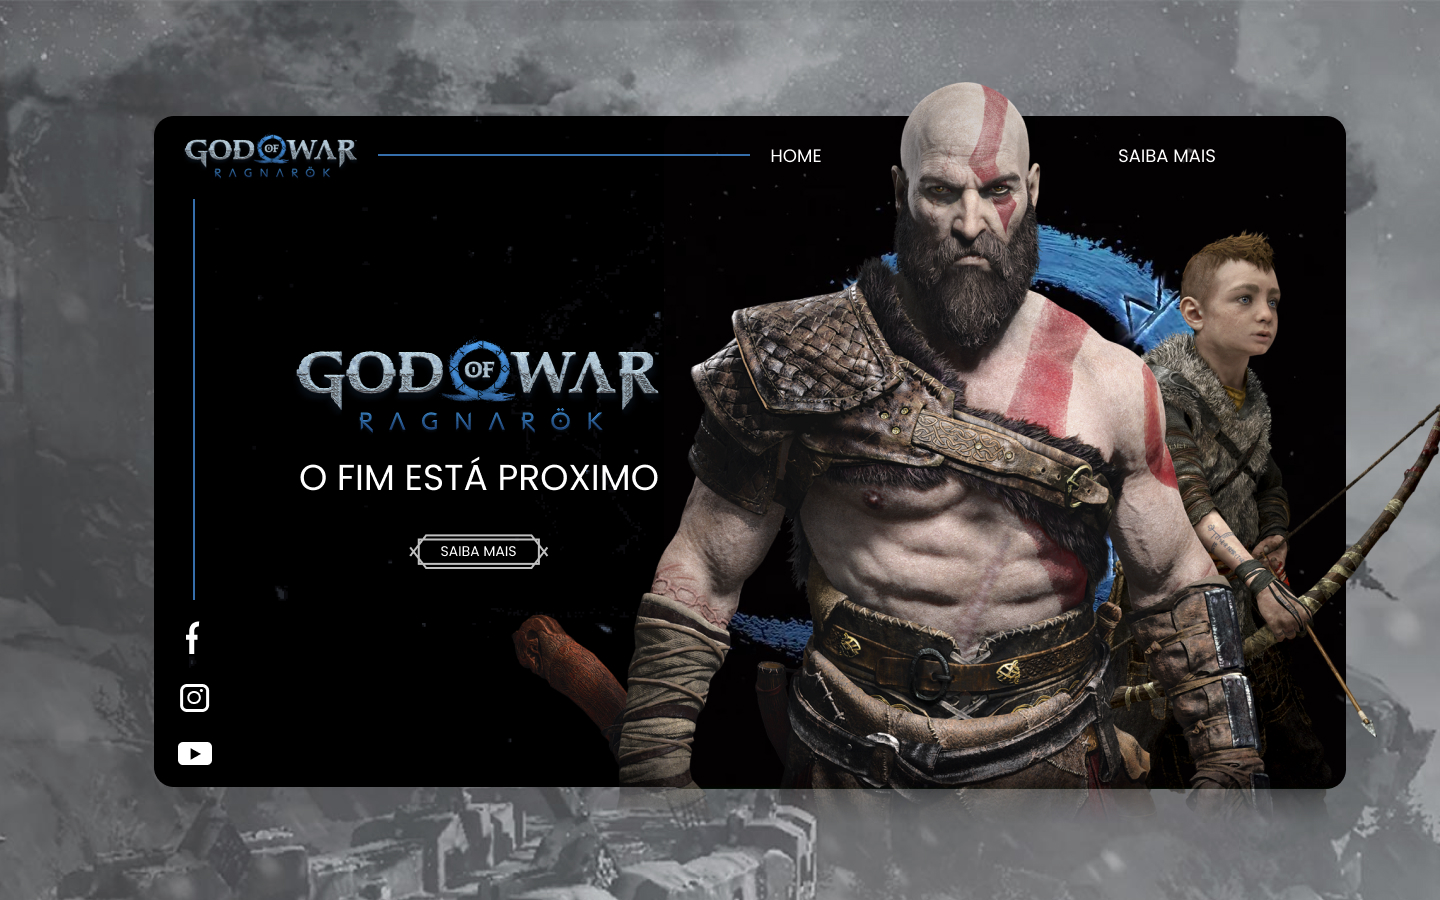 GOD OF WAR
RAGNARÖK
HOME
SAIBA MAIS
GOD OF WAR
RAGNARÖK
O FIM ESTÁ PROXIMO
SAIBA MAIS